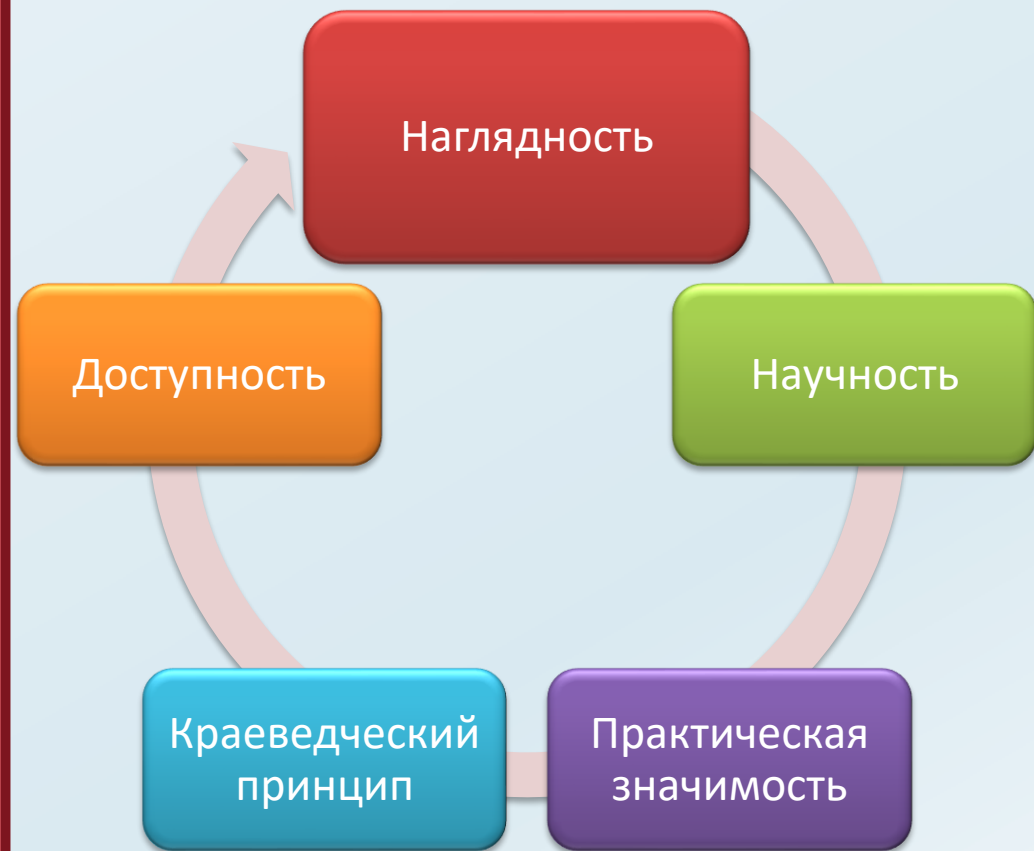 Наглядность
Научность
Практическая
значимость
Краеведческий
принцип
Доступность